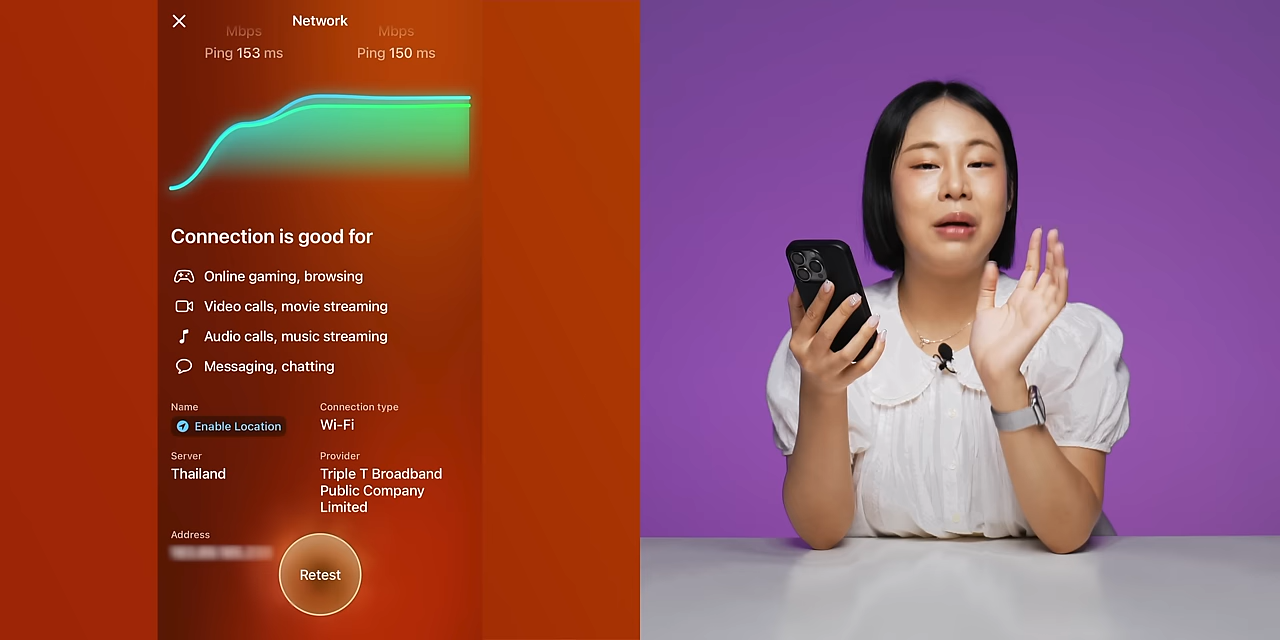 Network
Mbps
Mbps
Ping 153 ms
Ping 150 ms
Connection is good for
Online gaming, browsing
Video calls, movie streaming
Audio calls, music streaming
Messaging, chatting
Name
Connection type
Enable Location
Wi-Fi
Server
Provider
Thailand
Triple T Broadband
Public Company
Limited
Address
Retest